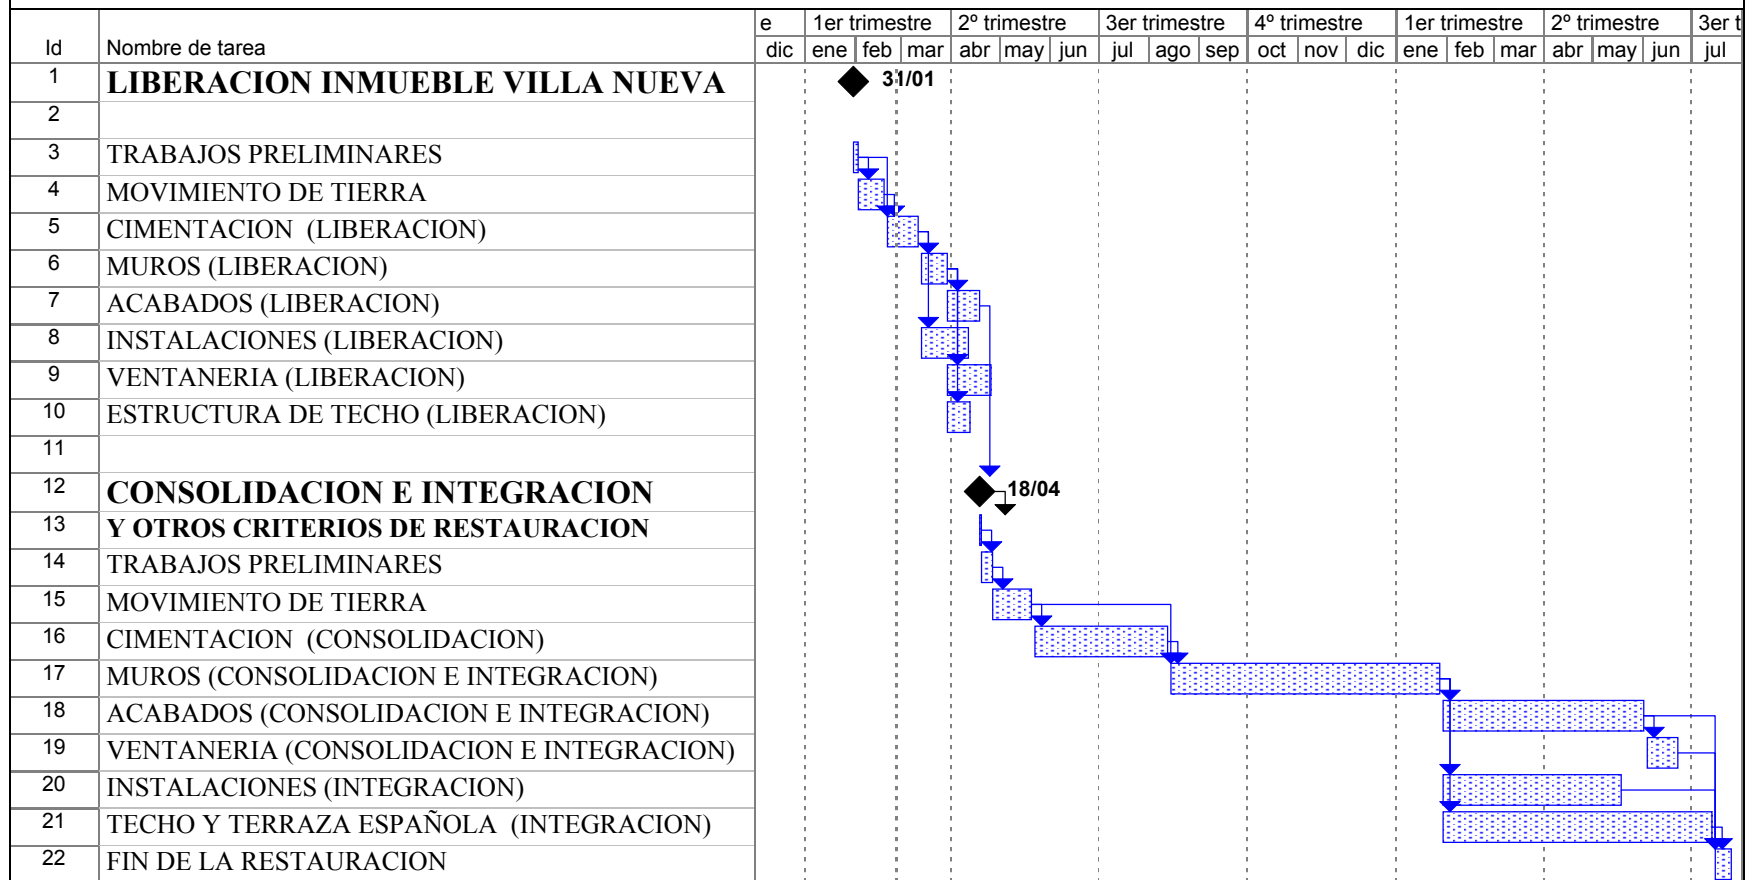 e 1er trimestre 2º trimestre 3er trimestre 4º trimestre 1er trimestre 2º trimestre 3er t
Id Nombre de tarea dic ene feb mar abr may jun jul ago sep oct nov dic ene feb mar abr may jun jul
1 LIBERACION INMUEBLE VILLA NUEVA 31/01
2
3 TRABAJOS PRELIMINARES
4 MOVIMIENTO DE TIERRA
5 CIMENTACION (LIBERACION)
6 MUROS (LIBERACION)
7 ACABADOS (LIBERACION)
8 INSTALACIONES (LIBERACION)
9 VENTANERIA (LIBERACION)
10 ESTRUCTURA DE TECHO (LIBERACION)
11
12 CONSOLIDACION E INTEGRACION 18/04
13 Y OTROS CRITERIOS DE RESTAURACION
14 TRABAJOS PRELIMINARES
15 MOVIMIENTO DE TIERRA
16 CIMENTACION (CONSOLIDACION)
17 MUROS (CONSOLIDACION E INTEGRACION)
18 ACABADOS (CONSOLIDACION E INTEGRACION)
19 VENTANERIA (CONSOLIDACION E INTEGRACION)
20 INSTALACIONES (INTEGRACION)
21 TECHO Y TERRAZA ESPAÑOLA (INTEGRACION)
22 FIN DE LA RESTAURACION